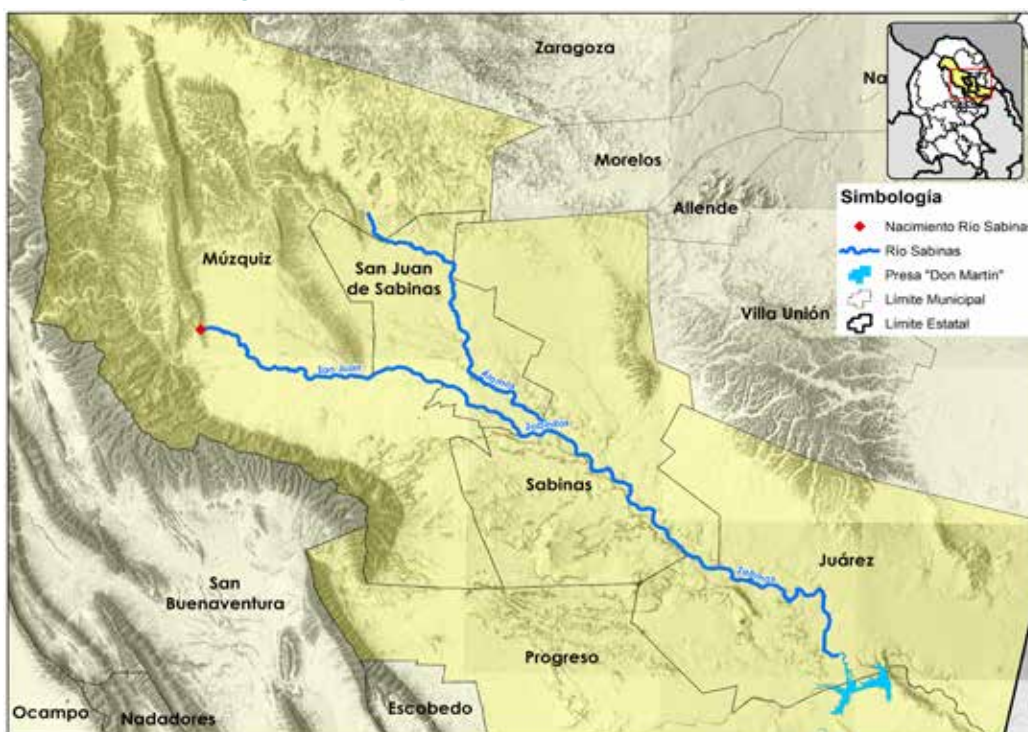 Zaragoza
Na
Morelos
Allende
Simbología
Nacimiento Río Sabinas
Río Sabinas
Presa "Don Martín"
Límite Municipal
Límite Estatal
Múzquiz
San Juan
de Sabinas
Villa Unión
San Juan
Álamos
Sabinas
Juárez
Sabinas
San
Buenaventura
Progreso
Ocampo
Nadadores
Escobedo